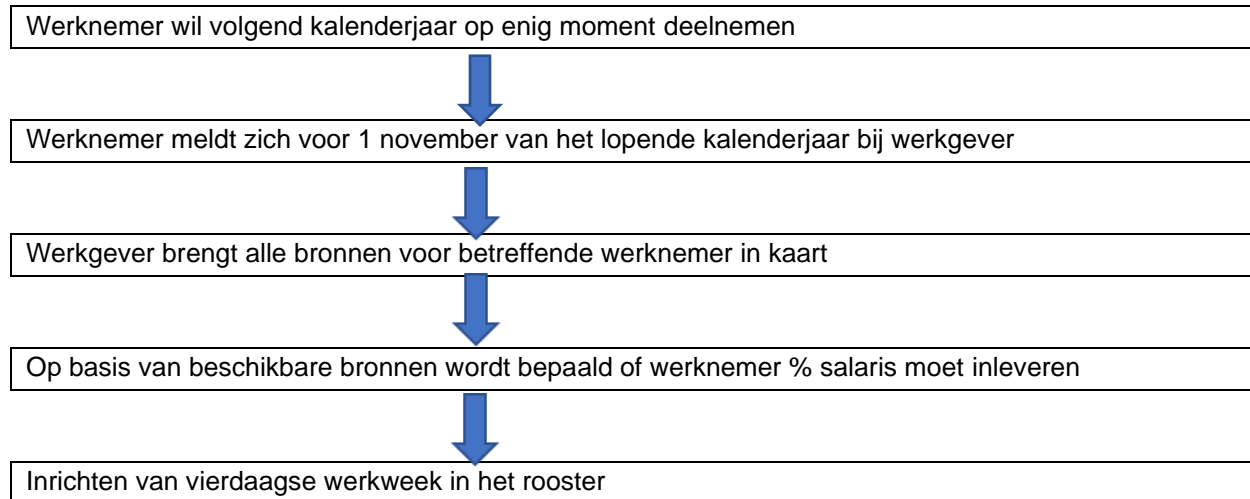 Werknemer wil volgend kalenderjaar op enig moment deelnemen
Werknemer meldt zich voor 1 november van het lopende kalenderjaar bij werkgever
Werkgever brengt alle bronnen voor betreffende werknemer in kaart
Op basis van beschikbare bronnen wordt bepaald of werknemer % salaris moet inleveren
Inrichten van vierdaagse werkweek in het rooster